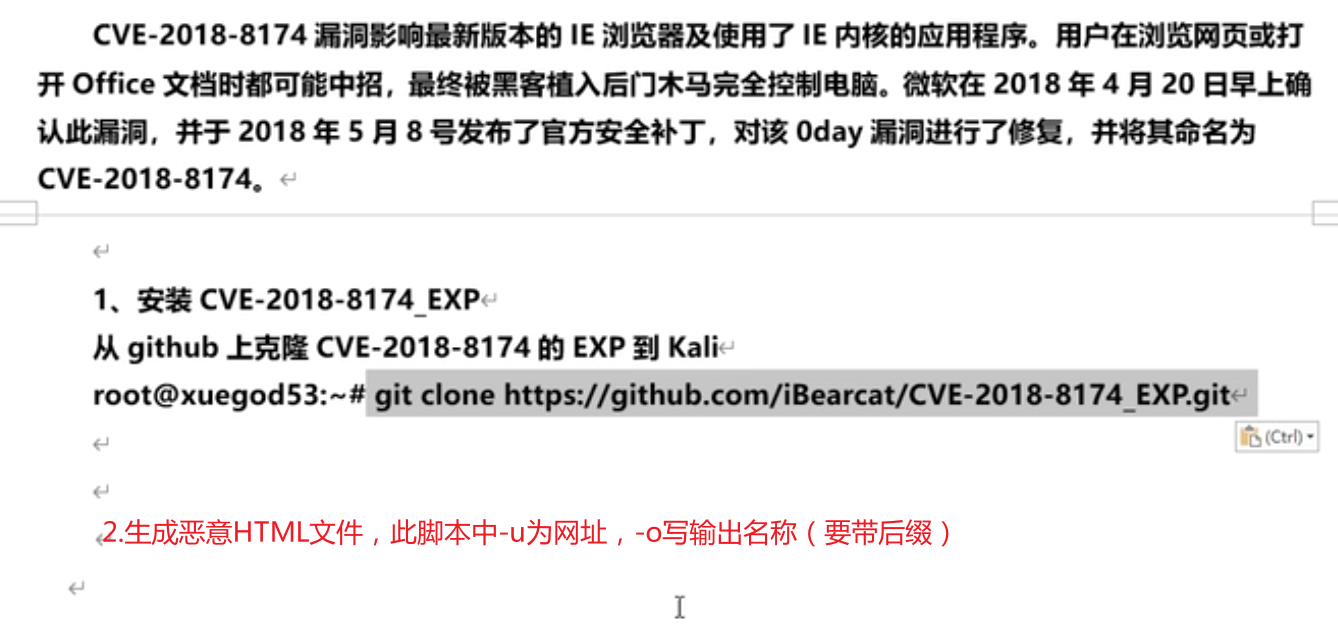 CVE-2018-8174 漏洞影响最新版本的 IE 浏览器及使用了 IE 内核的应用程序。用户在浏览网页或打
开 Office 文档时都可能中招，最终被黑客植入后门木马完全控制电脑。微软在 2018 年 4 月 20 日早上确
认此漏洞，并于 2018 年 5 月 8 号发布了官方安全补丁，对该 0day 漏洞进行了修复，并将其命名为
CVE-2018-8174。
1、安装 CVE-2018-8174_EXP
从 github 上克隆 CVE-2018-8174 的 EXP 到 Kali
root@xuegod53:~# git clone https://github.com/iBearcat/CVE-2018-8174_EXP.git
(Ctrl)
2.生成恶意HTML文件，此脚本中-u为网址，-o写输出名称（要带后缀）